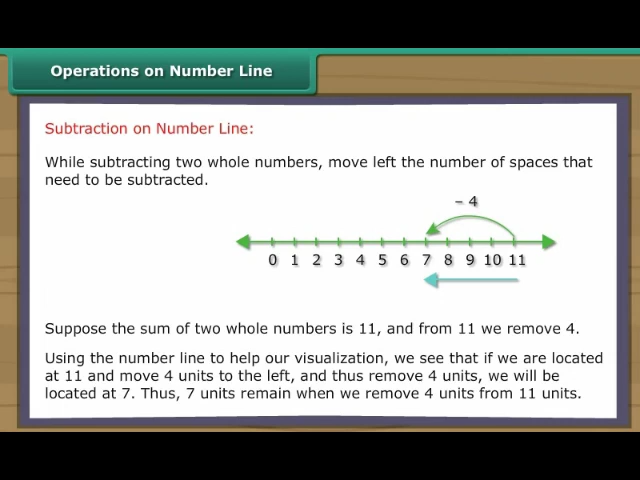 Operations on Number Line
Subtraction on Number Line:
While subtracting two whole numbers, move left the number of spaces that
need to be subtracted.
– 4
0 1 2 3 4 5 6 7 8 9 10 11
Suppose the sum of two whole numbers is 11, and from 11 we remove 4.
Using the number line to help our visualization, we see that if we are located
at 11 and move 4 units to the left, and thus remove 4 units, we will be
located at 7. Thus, 7 units remain when we remove 4 units from 11 units.